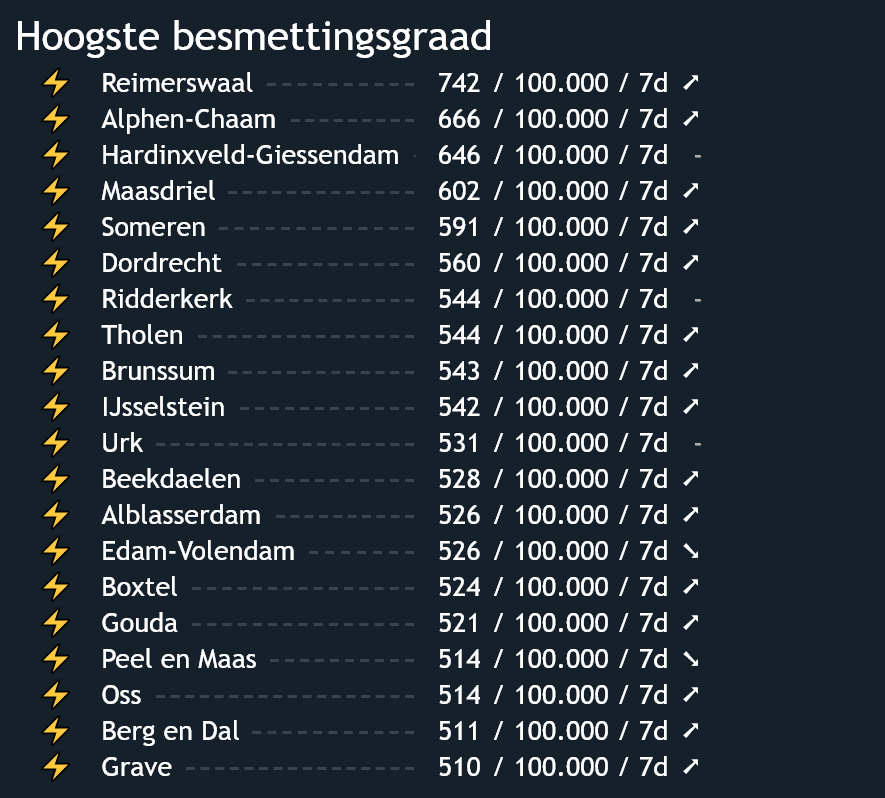 Hoogste besmettingsgraad
⚡ Reimerswaal ---------- 742 / 100.000 / 7d ➚
⚡ Alphen-Chaam -------- 666 / 100.000 / 7d ➚
⚡ Hardinxveld-Giessendam - 646 / 100.000 / 7d -
⚡ Maasdriel ------------ 602 / 100.000 / 7d ➚
⚡ Someren ------------- 591 / 100.000 / 7d ➚
⚡ Dordrecht ----------- 560 / 100.000 / 7d ➚
⚡ Ridderkerk ----------- 544 / 100.000 / 7d -
⚡ Tholen -------------- 544 / 100.000 / 7d ➚
⚡ Brunssum ------------ 543 / 100.000 / 7d ➚
⚡ IJsselstein ----------- 542 / 100.000 / 7d ➚
⚡ Urk ----------------- 531 / 100.000 / 7d -
⚡ Beekdaelen ---------- 528 / 100.000 / 7d ➚
⚡ Alblasserdam --------- 526 / 100.000 / 7d ➚
⚡ Edam-Volendam ------- 526 / 100.000 / 7d ➘
⚡ Boxtel -------------- 524 / 100.000 / 7d ➚
⚡ Gouda -------------- 521 / 100.000 / 7d ➚
⚡ Peel en Maas --------- 514 / 100.000 / 7d ➘
⚡ Oss ----------------- 514 / 100.000 / 7d ➚
⚡ Berg en Dal ---------- 511 / 100.000 / 7d ➚
⚡ Grave --------------- 510 / 100.000 / 7d ➚